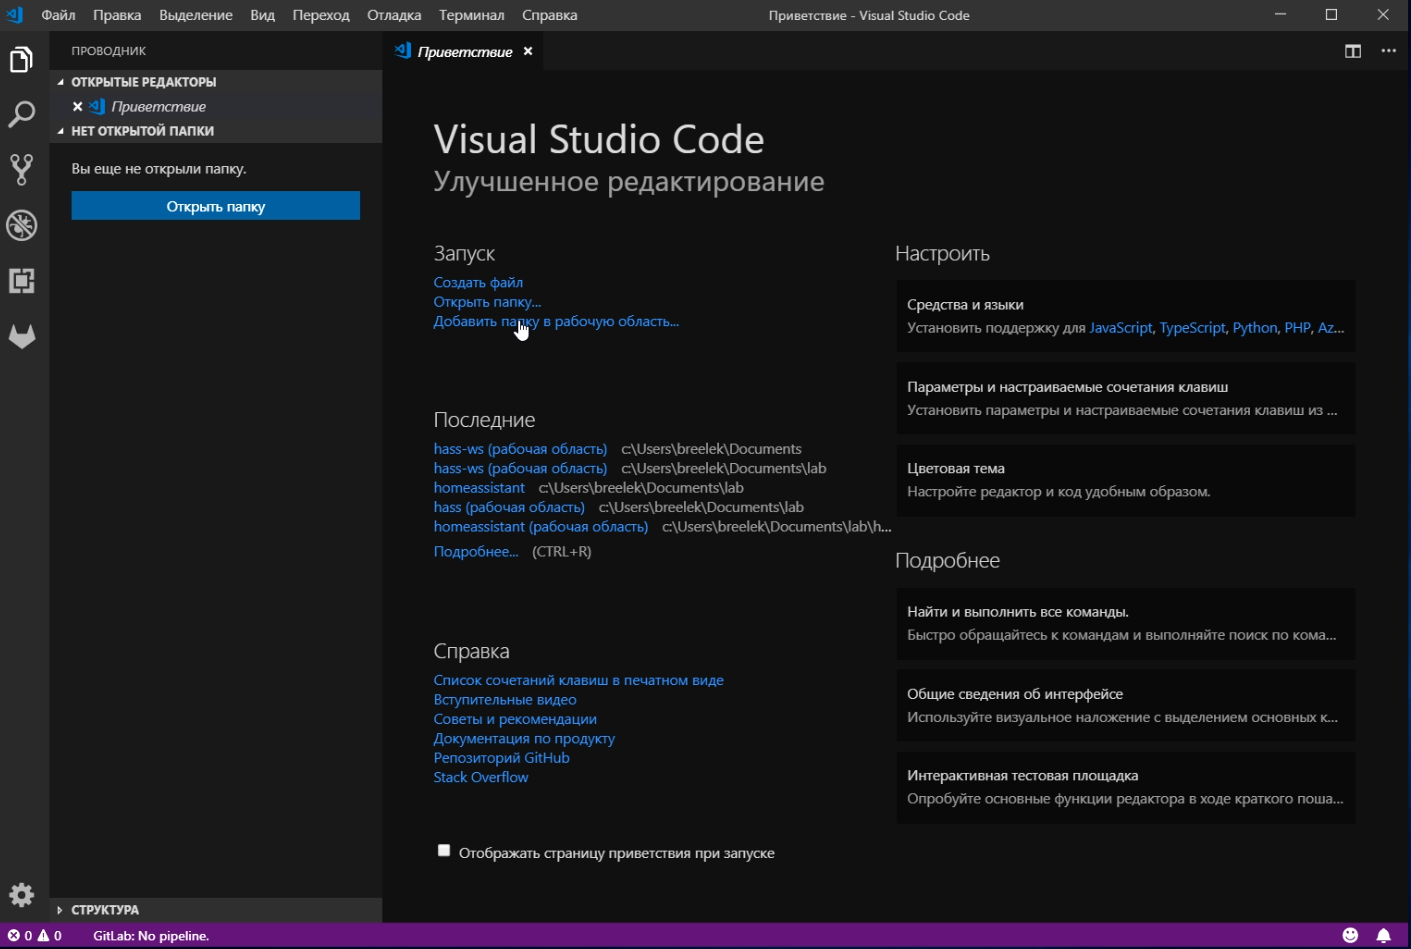 Файл Правка Выделение Вид Переход Отладка Терминал Справка
Приветствие - Visual Studio Code
ПРОВОДНИК
ОТКРЫТЫЕ РЕДАКТОРЫ
Приветствие
НЕТ ОТКРЫТОЙ ПАПКИ
Вы еще не открыли папку.
Открыть папку
СТРУКТУРА
Приветствие
Visual Studio Code
Улучшенное редактирование
Запуск
Создать файл
Открыть папку...
Добавить папку в рабочую область...
Последние
hass-ws (рабочая область) c:\Users\breelek\Documents
hass-ws (рабочая область) c:\Users\breelek\Documents\lab
homeassistant c:\Users\breelek\Documents\lab
hass (рабочая область) c:\Users\breelek\Documents\lab
homeassistant (рабочая область) c:\Users\breelek\Documents\lab\h...
Подробнее... (CTRL+R)
Справка
Список сочетаний клавиш в печатном виде
Вступительные видео
Советы и рекомендации
Документация по продукту
Репозиторий GitHub
Stack Overflow
Отображать страницу приветствия при запуске
Настроить
Средства и языки
Установить поддержку для JavaScript, TypeScript, Python, PHP, Az...
Параметры и настраиваемые сочетания клавиш
Установить параметры и настраиваемые сочетания клавиш из ...
Цветовая тема
Настройте редактор и код удобным образом.
Подробнее
Найти и выполнить все команды.
Быстро обращайтесь к командам и выполняйте поиск по кома...
Общие сведения об интерфейсе
Используйте визуальное наложение с выделением основных к...
Интерактивная тестовая площадка
Опробуйте основные функции редактора в ходе краткого поша...
0 0 GitLab: No pipeline.